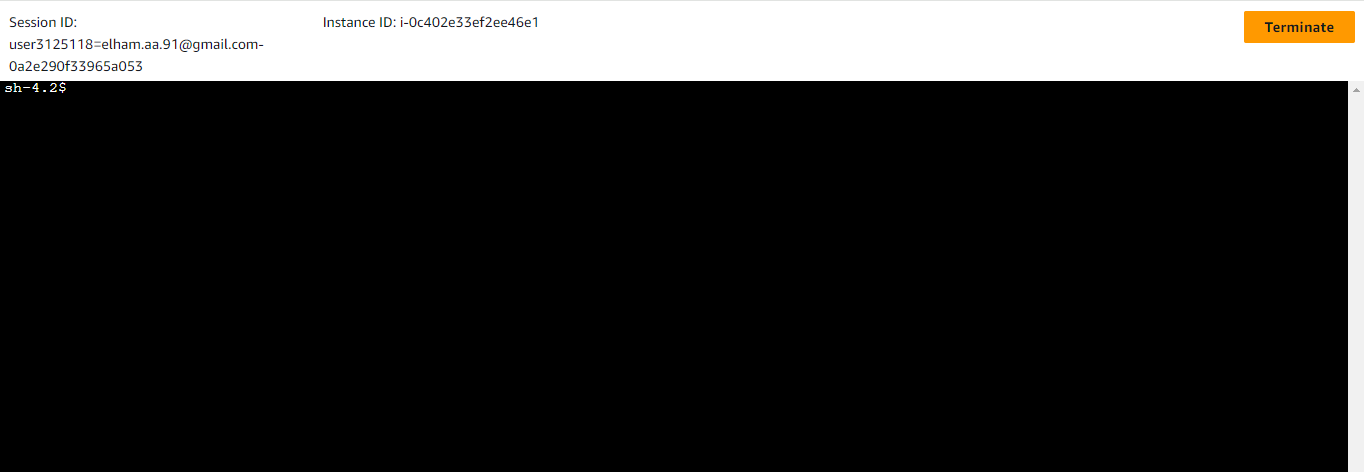 Session ID:
user3125118=elham.aa.91@gmail.com-
0a2e290f33965a053
Instance ID: i-0c402e33ef2ee46e1
Terminate
sh-4.2$